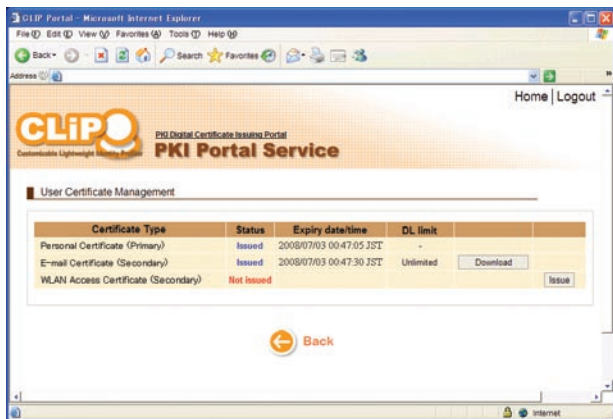 CLIP Portal - Microsoft Internet Explorer
File(F) Edit(E) View(V) Favorites(A) Tools(T) Help(H)
Back Search Favorites
Address
Home | Logout
CLiP
Customizable Lightweight Identity Profiler
PKI Digital Certificate Issuing Portal
PKI Portal Service
User Certificate Management
Certificate Type Status Expiry date/time DL limit
Personal Certificate (Primary) Issued 2008/07/03 00:47:05 JST -
E-mail Certificate (Secondary) Issued 2008/07/03 00:47:30 JST Unlimited Download
WLAN Access Certificate (Secondary) Not issued Issue
Back
Internet